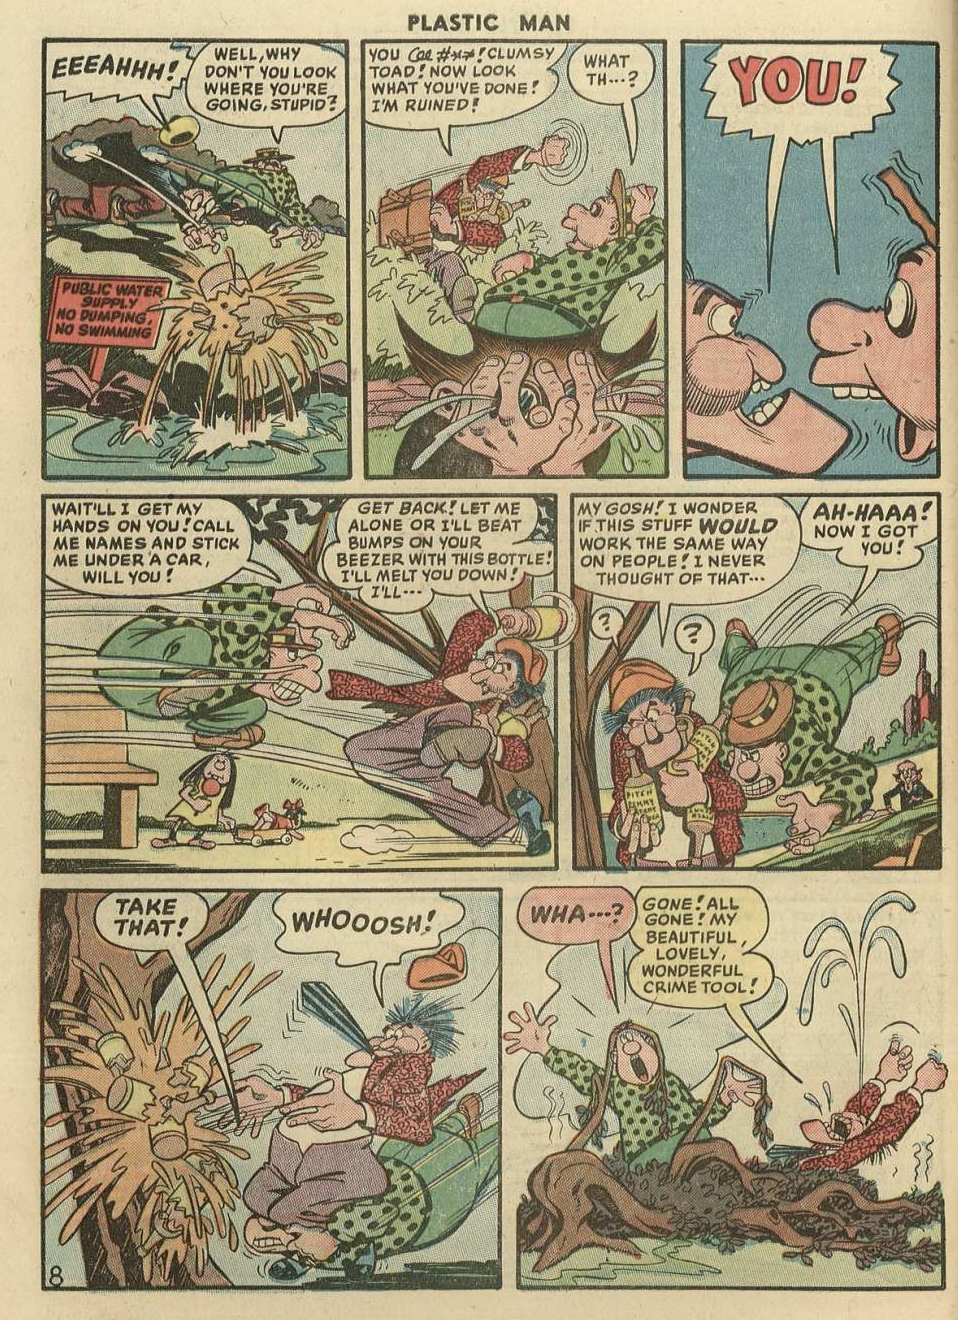 PLASTIC MAN
EEEAHHH!
WELL, WHY
DON'T YOU LOOK
WHERE YOU'RE
GOING, STUPID?
PUBLIC WATER
SUPPLY
NO DUMPING,
NO SWIMMING
YOU #**! CLUMSY
TOAD! NOW LOOK
WHAT YOU'VE DONE!
I'M RUINED!
WHAT
TH---?
YOU!
WAIT'LL I GET MY
HANDS ON YOU! CALL
ME NAMES AND STICK
ME UNDER A CAR,
WILL YOU!
GET BACK! LET ME
ALONE OR I'LL BEAT
BUMPS ON YOUR
BEEZER WITH THIS BOTTLE!
I'LL MELT YOU DOWN!
I'LL---
MY GOSH! I WONDER
IF THIS STUFF WOULD
WORK THE SAME WAY
ON PEOPLE! I NEVER
THOUGHT OF THAT---
?
?
AH-HAAA!
NOW I GOT
YOU!
TAKE
THAT!
WHOOOSH!
8
WHA---?
GONE! ALL
GONE! MY
BEAUTIFUL,
LOVELY,
WONDERFUL
CRIME TOOL!